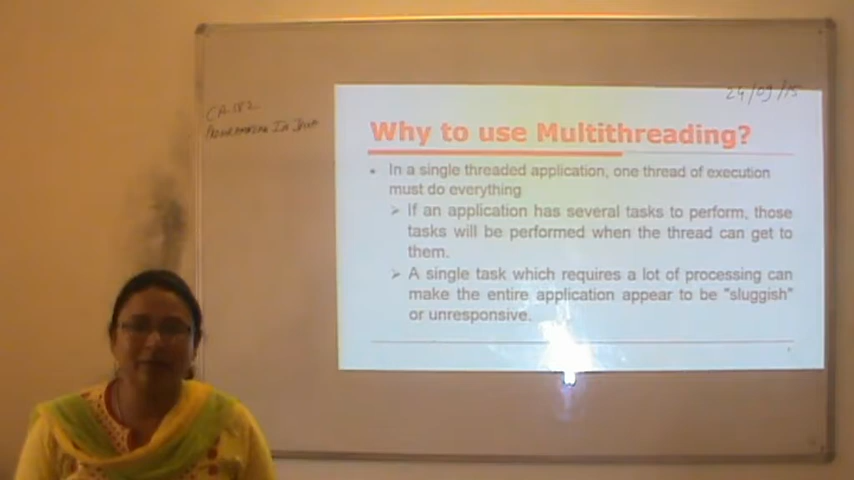 24/09/15
CA-182
Programming In Java
Why to use Multithreading?
• In a single threaded application, one thread of execution
must do everything
➢ If an application has several tasks to perform, those
tasks will be performed when the thread can get to
them.
➢ A single task which requires a lot of processing can
make the entire application appear to be "sluggish"
or unresponsive.